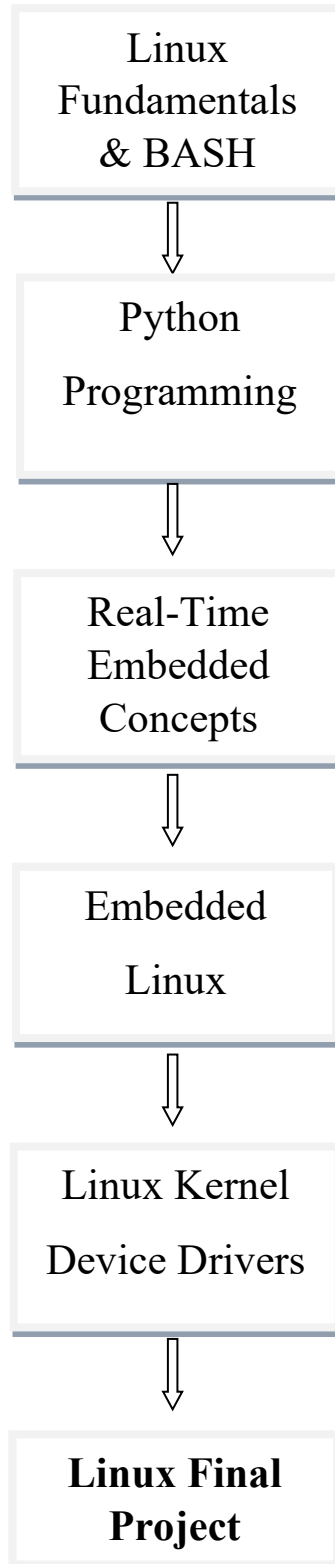 Linux
Fundamentals
& BASH
Python
Programming
Real-Time
Embedded
Concepts
Embedded
Linux
Linux Kernel
Device Drivers
Linux Final
Project